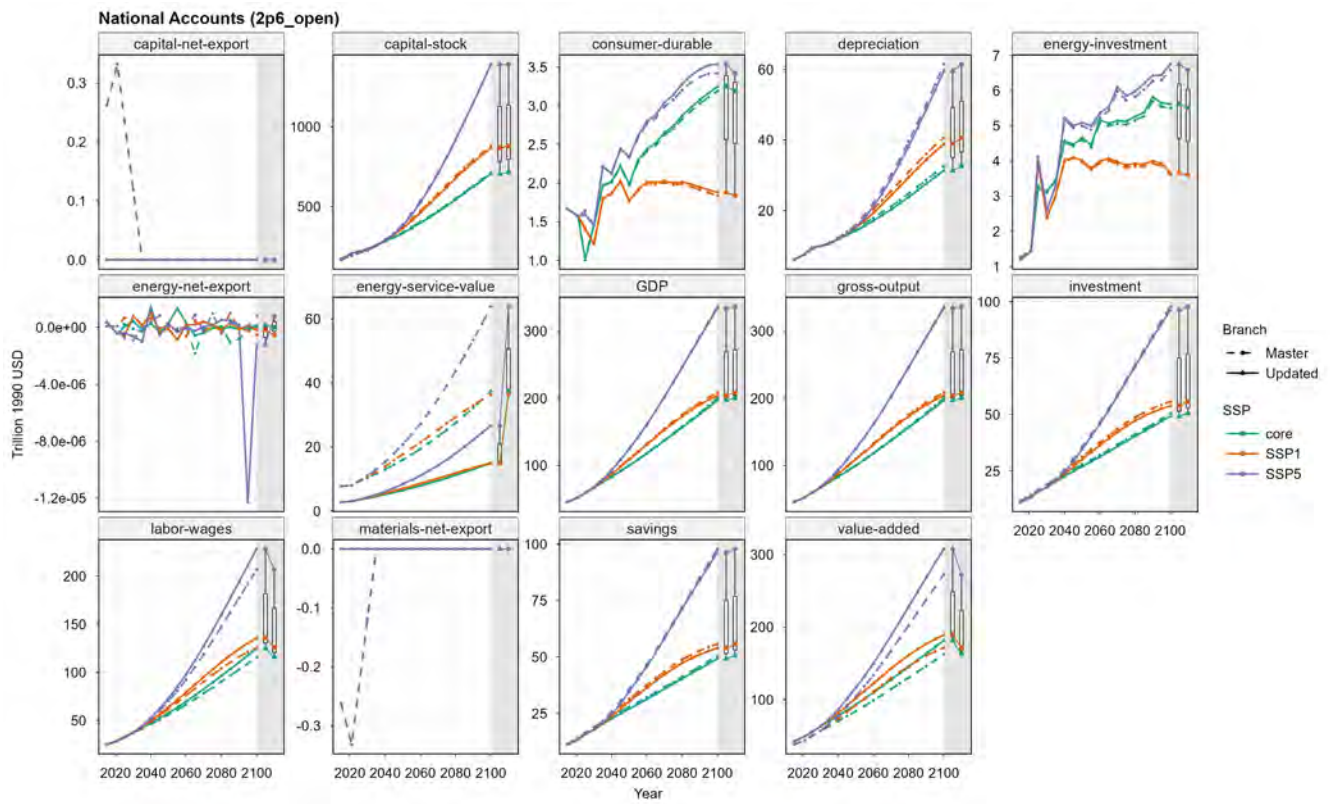 National Accounts (2p6_open)
capital-net-export
capital-stock
consumer-durable
depreciation
energy-investment
0.3
0.2
0.1
0.0
1000
500
3.5
3.0
2.5
2.0
1.5
1.0
60
40
20
7
6
5
4
3
2
1
energy-net-export
energy-service-value
GDP
gross-output
investment
0.0e+00
-4.0e-06
-8.0e-06
-1.2e-05
60
40
20
0
300
200
100
300
200
100
100
75
50
25
2020 2040 2060 2080 2100
labor-wages
materials-net-export
savings
value-added
200
150
100
50
0.0
-0.1
-0.2
-0.3
100
75
50
25
300
200
100
2020 2040 2060 2080 2100
2020 2040 2060 2080 2100
2020 2040 2060 2080 2100
2020 2040 2060 2080 2100
Year
Trillion 1990 USD
Branch
Master
Updated
SSP
core
SSP1
SSP5